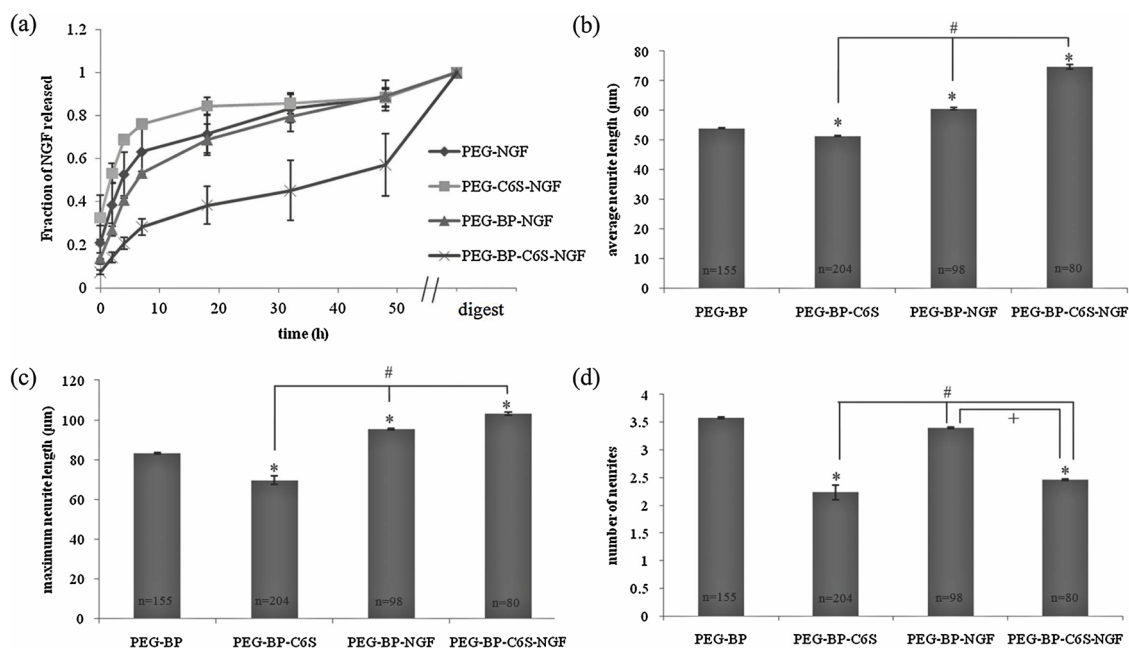 (a)
Fraction of NGF released
1.2
1
0.8
0.6
0.4
0.2
0
0
10
20
30
40
50
digest
time (h)
PEG-NGF
PEG-C6S-NGF
PEG-BP-NGF
PEG-BP-C6S-NGF
(b)
average neurite length (µm)
80
70
60
50
40
30
20
10
0
#
*
*
*
n=155
n=204
n=98
n=80
PEG-BP
PEG-BP-C6S
PEG-BP-NGF
PEG-BP-C6S-NGF
(c)
maximum neurite length (µm)
120
100
80
60
40
20
0
#
*
*
*
n=155
n=204
n=98
n=80
PEG-BP
PEG-BP-C6S
PEG-BP-NGF
PEG-BP-C6S-NGF
(d)
number of neurites
4
3.5
3
2.5
2
1.5
1
0.5
0
#
+
*
*
n=155
n=204
n=98
n=80
PEG-BP
PEG-BP-C6S
PEG-BP-NGF
PEG-BP-C6S-NGF